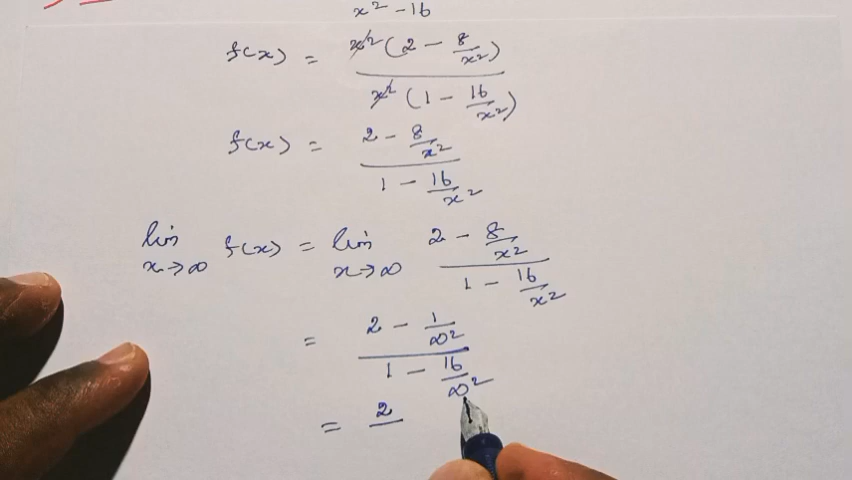 x² - 16
f(x) = x²(2 - 8/x²)
x²(1 - 16/x²)
f(x) = 2 - 8/x²
1 - 16/x²
lim f(x) = lim 2 - 8/x²
x→∞ x→∞ 1 - 16/x²
= 2 - 1/∞²
1 - 16/∞²
= 2